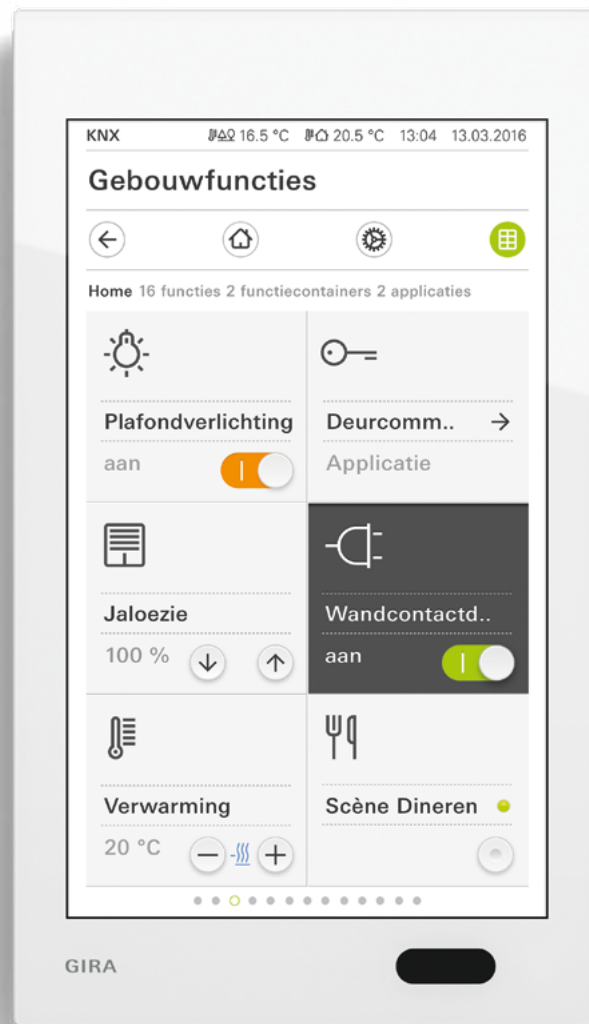 KNX 16.5 °C 20.5 °C 13:04 13.03.2016
Gebouwfuncties
Home 16 functies 2 functiecontainers 2 applicaties
Plafondverlichting
aan
Deurcomm..
Applicatie
Jaloezie
100 %
Wandcontactd..
aan
Verwarming
20 °C
Scène Dineren
GIRA